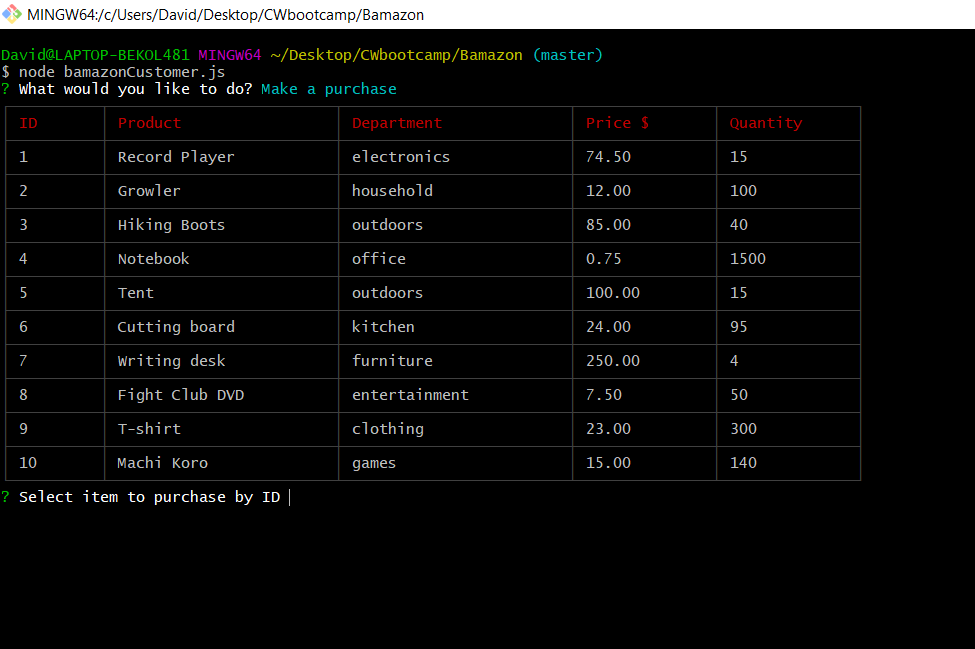 MINGW64:/c/Users/David/Desktop/CWbootcamp/Bamazon
David@LAPTOP-BEKOL481 MINGW64 ~/Desktop/CWbootcamp/Bamazon (master)
$ node bamazonCustomer.js
? What would you like to do? Make a purchase
ID Product Department Price $ Quantity
1 Record Player electronics 74.50 15
2 Growler household 12.00 100
3 Hiking Boots outdoors 85.00 40
4 Notebook office 0.75 1500
5 Tent outdoors 100.00 15
6 Cutting board kitchen 24.00 95
7 Writing desk furniture 250.00 4
8 Fight Club DVD entertainment 7.50 50
9 T-shirt clothing 23.00 300
10 Machi Koro games 15.00 140
? Select item to purchase by ID